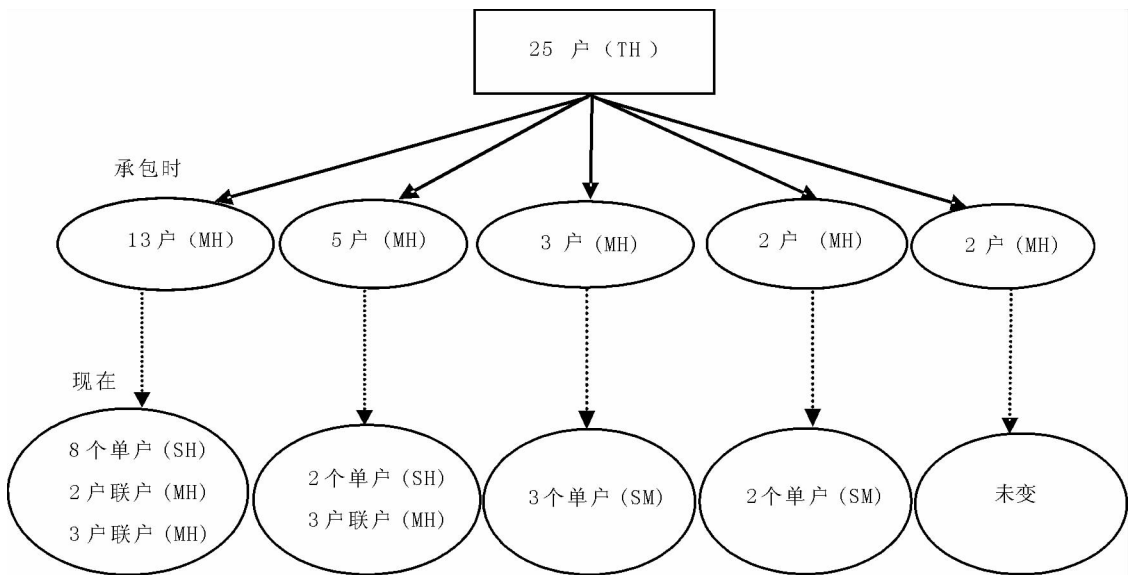 25 户（TH）
承包时
13户(MH)
5户(MH)
3 户(MH)
2 户 (MH)
2 户(MH)
现在
8个单户(SH)
2户联户(MH)
3户联户(MH)
2个单户(SH)
3户联户(MH)
3个单户(SM)
2个单户(SM)
未变